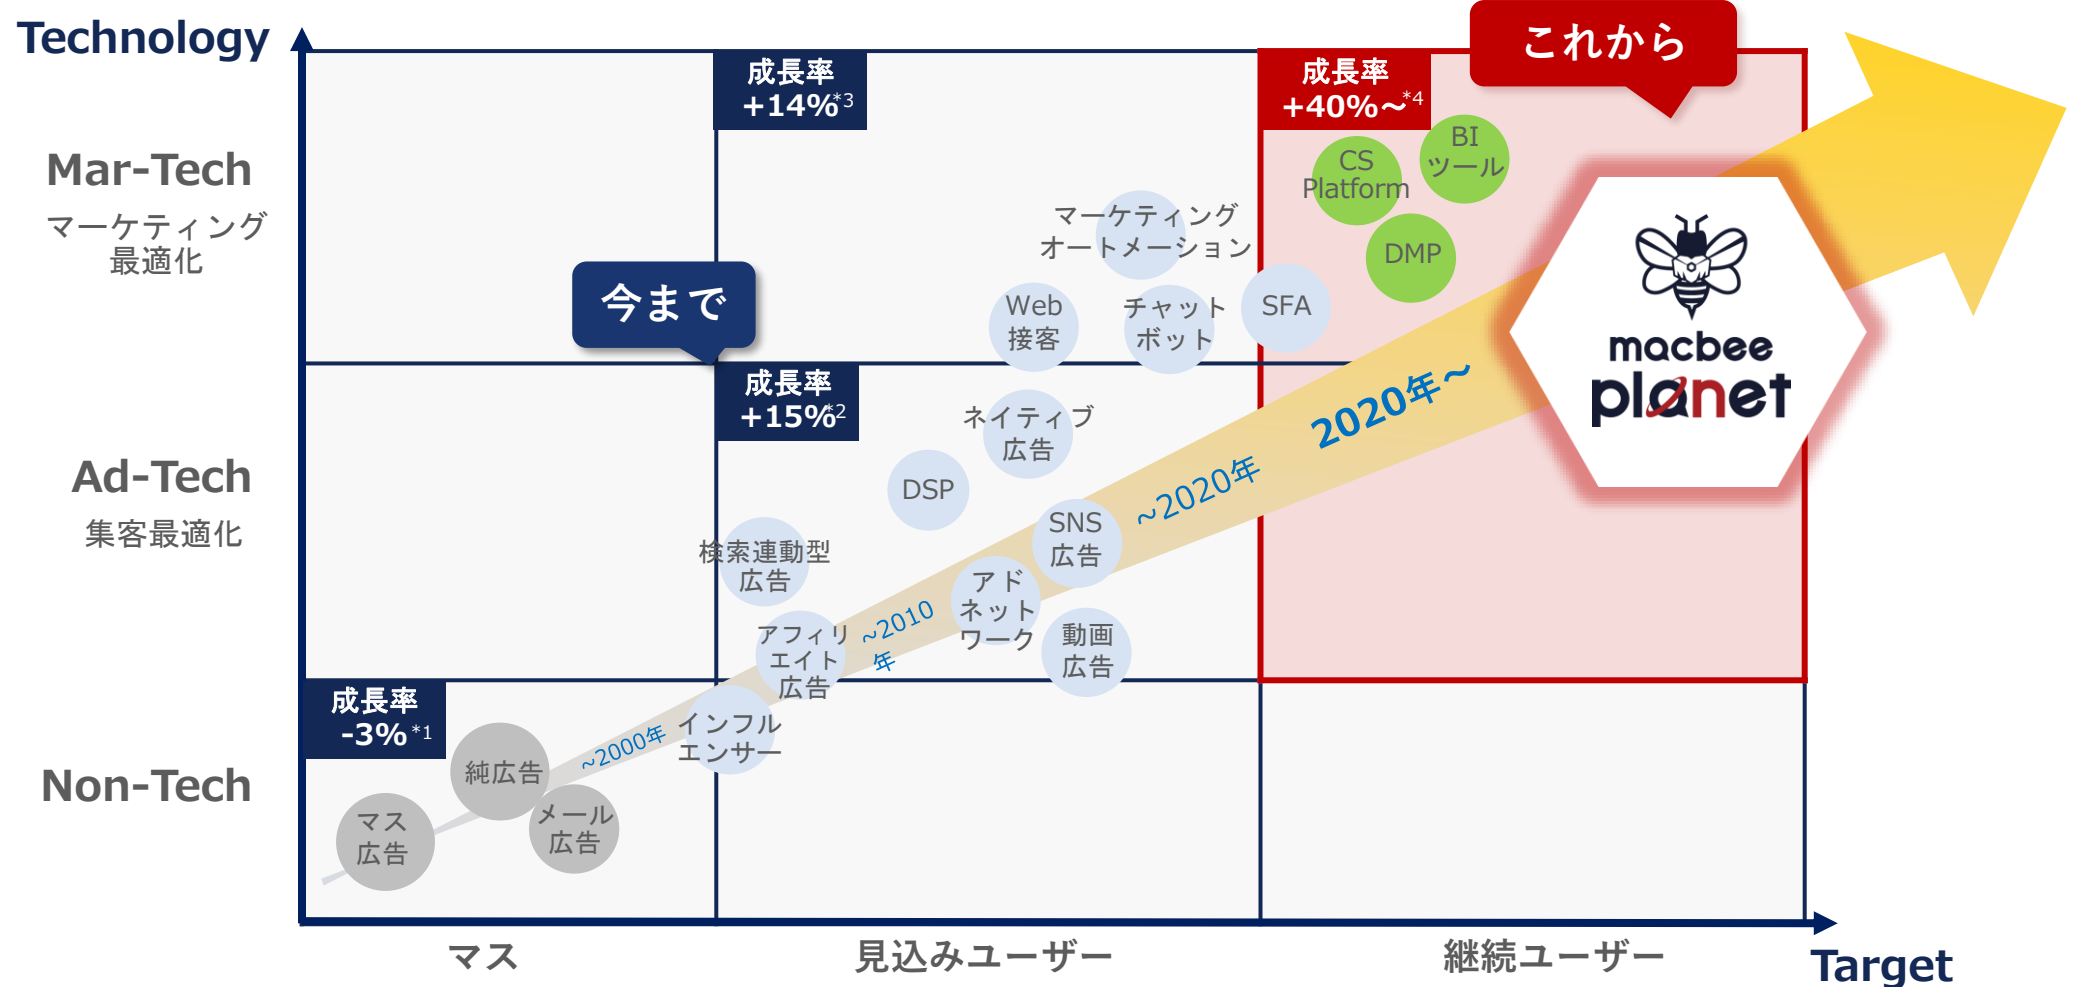 Technology
これから
成長率
+14%*3
成長率
+40%~*4
BI
ツール
CS
Platform
DMP
Mar-Tech
マーケティング
最適化
マーケティング
オートメーション
今まで
Web
接客
チャット
ボット
SFA
macbee
planet
成長率
+15%*2
2020年~
ネイティブ
広告
~2020年
DSP
Ad-Tech
集客最適化
SNS
広告
検索連動型
広告
アド
ネット
ワーク
~2010
年
アフィリ
エイト
広告
動画
広告
成長率
-3%*1
~2000年
インフル
エンサー
純広告
Non-Tech
メール
広告
マス
広告
マス
見込みユーザー
継続ユーザー
Target